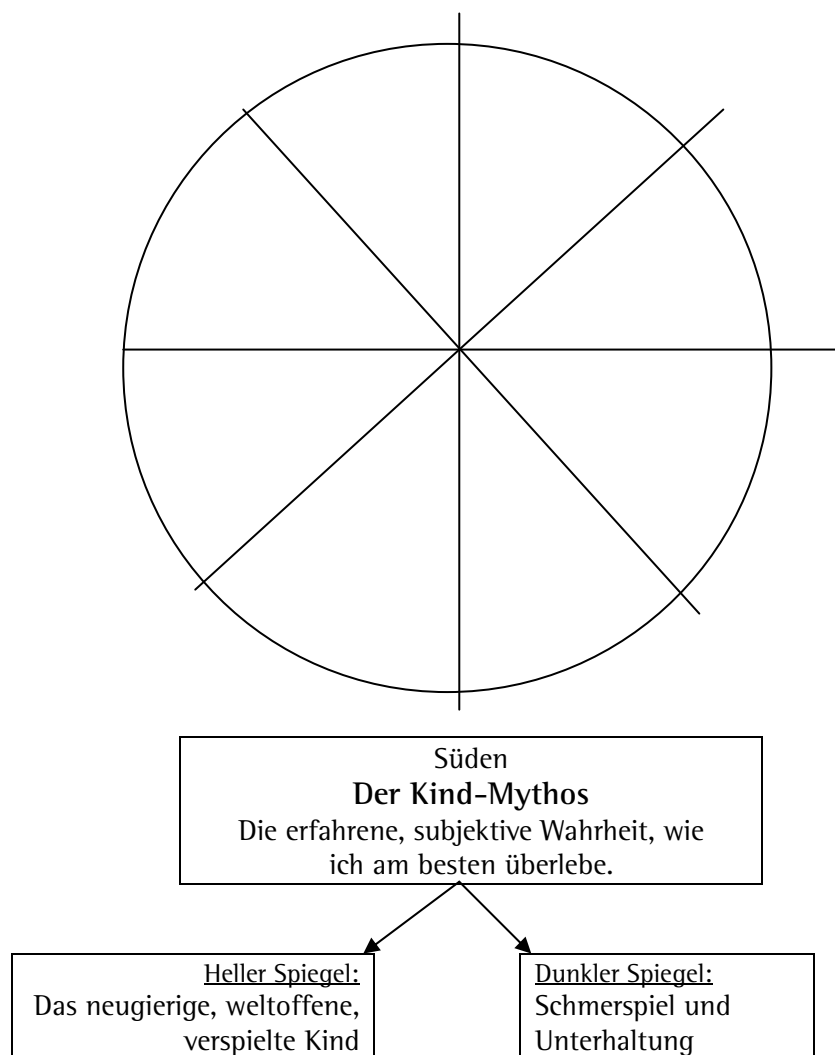 Süden
Der Kind-Mythos
Die erfahrene, subjektive Wahrheit, wie
ich am besten überlebe.
Heller Spiegel:
Das neugierige, weltoffene,
verspielte Kind
Dunkler Spiegel:
Schmerspiel und
Unterhaltung